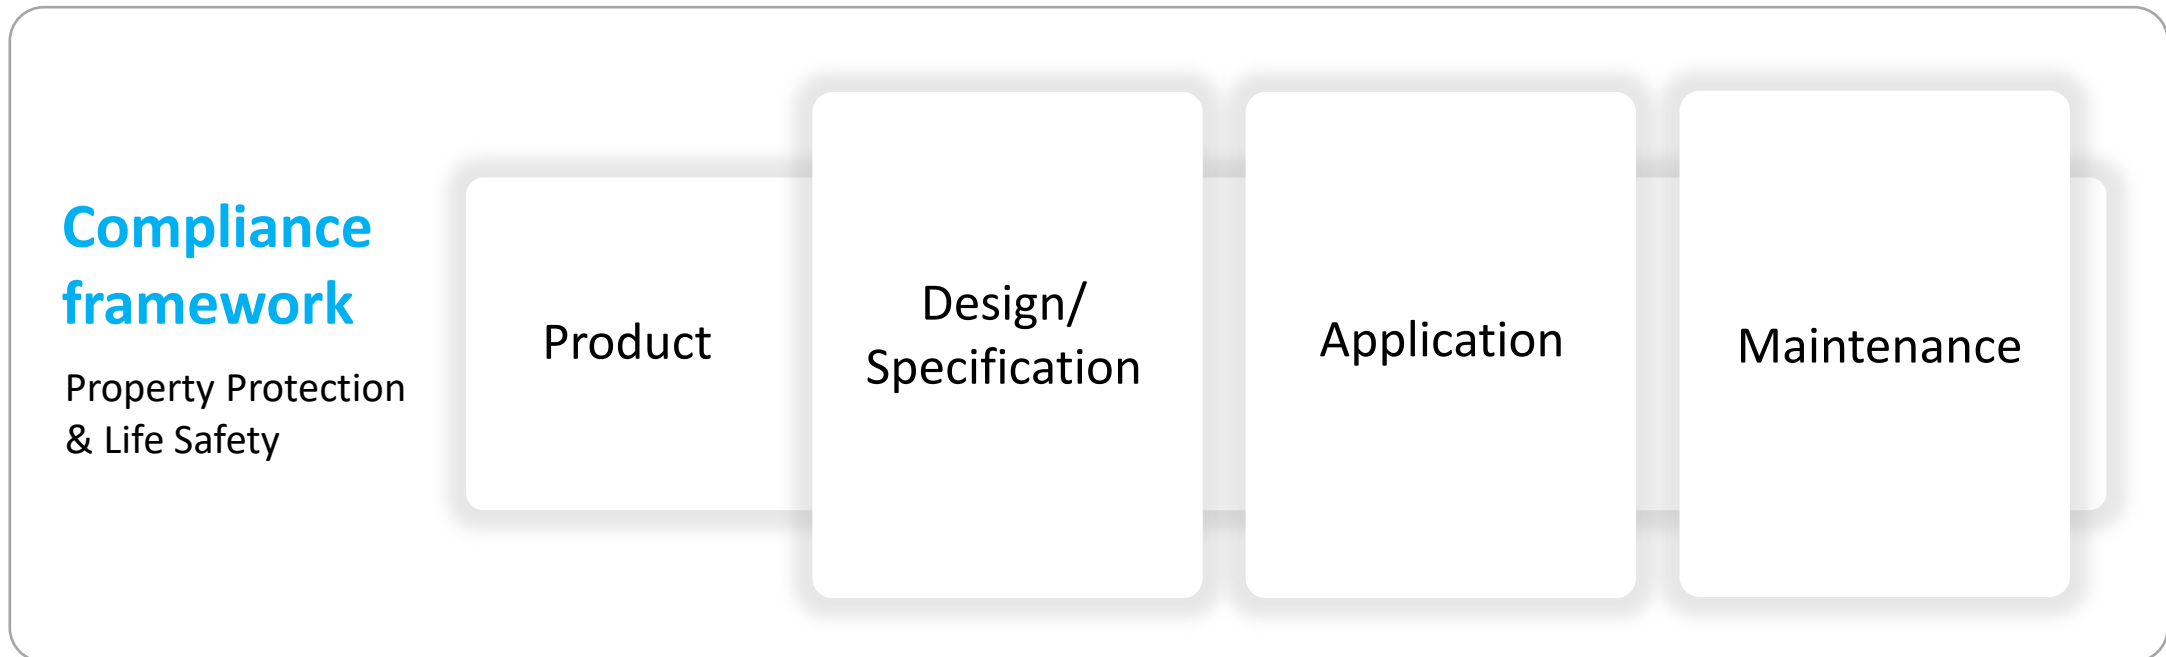 Compliance
framework
Property Protection
& Life Safety
Product
Design/
Specification
Application
Maintenance